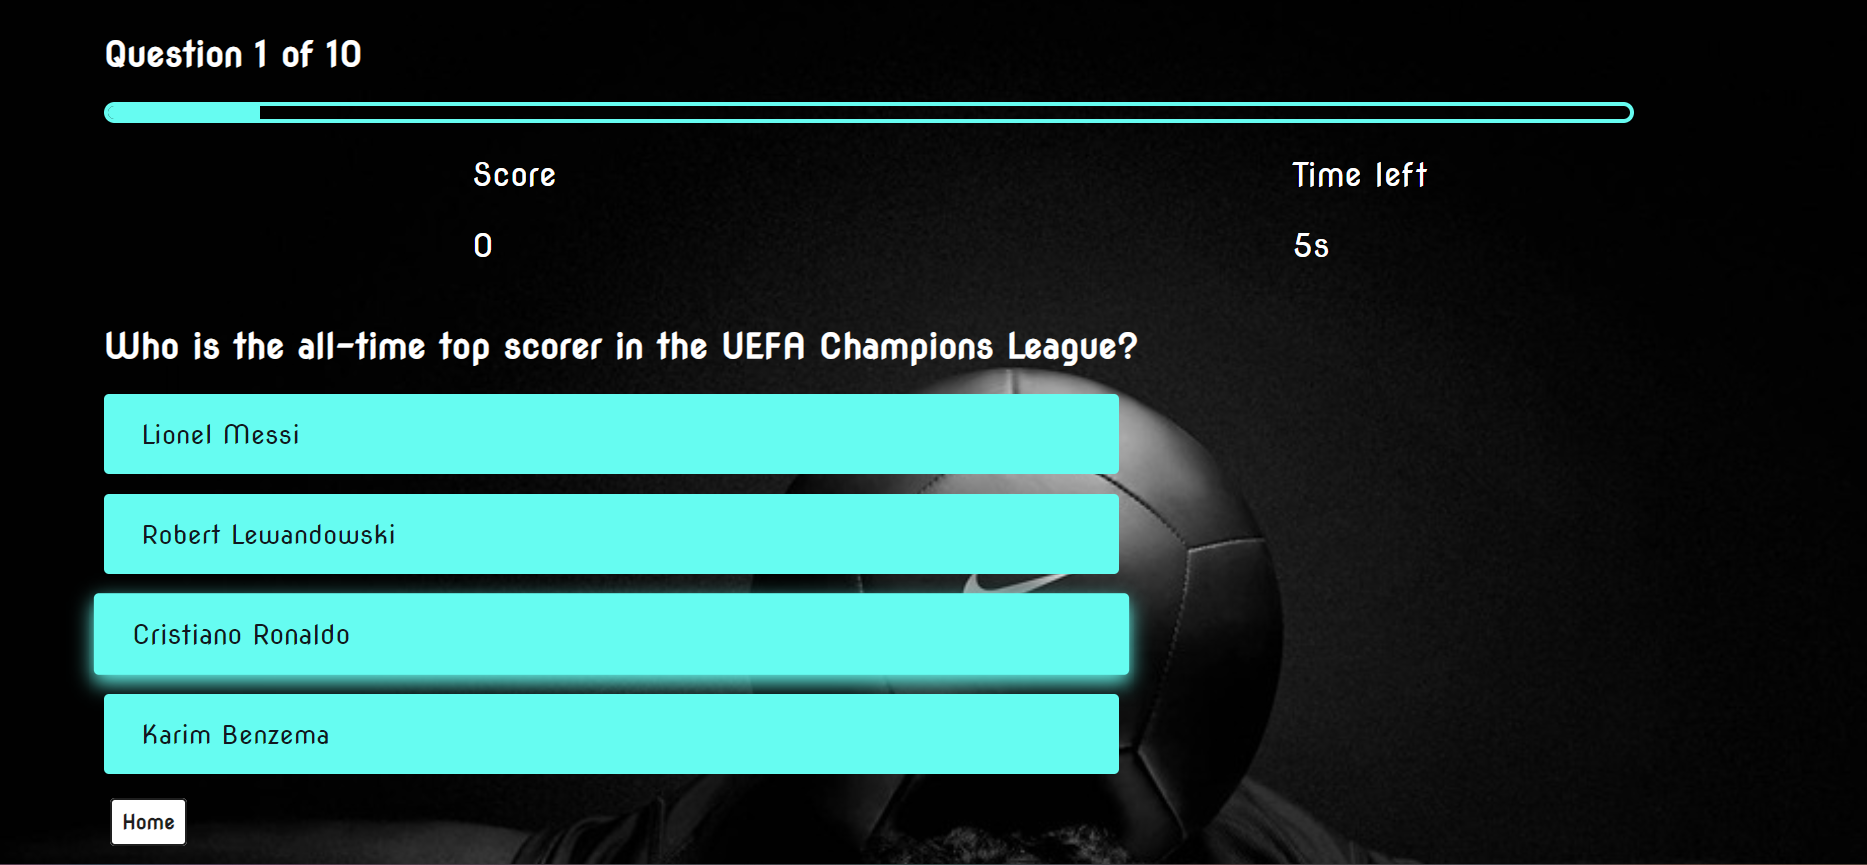 Question 1 of 10
Score
Time left
0
5s
Who is the all-time top scorer in the UEFA Champions League?
Lionel Messi
Robert Lewandowski
Cristiano Ronaldo
Karim Benzema
Home